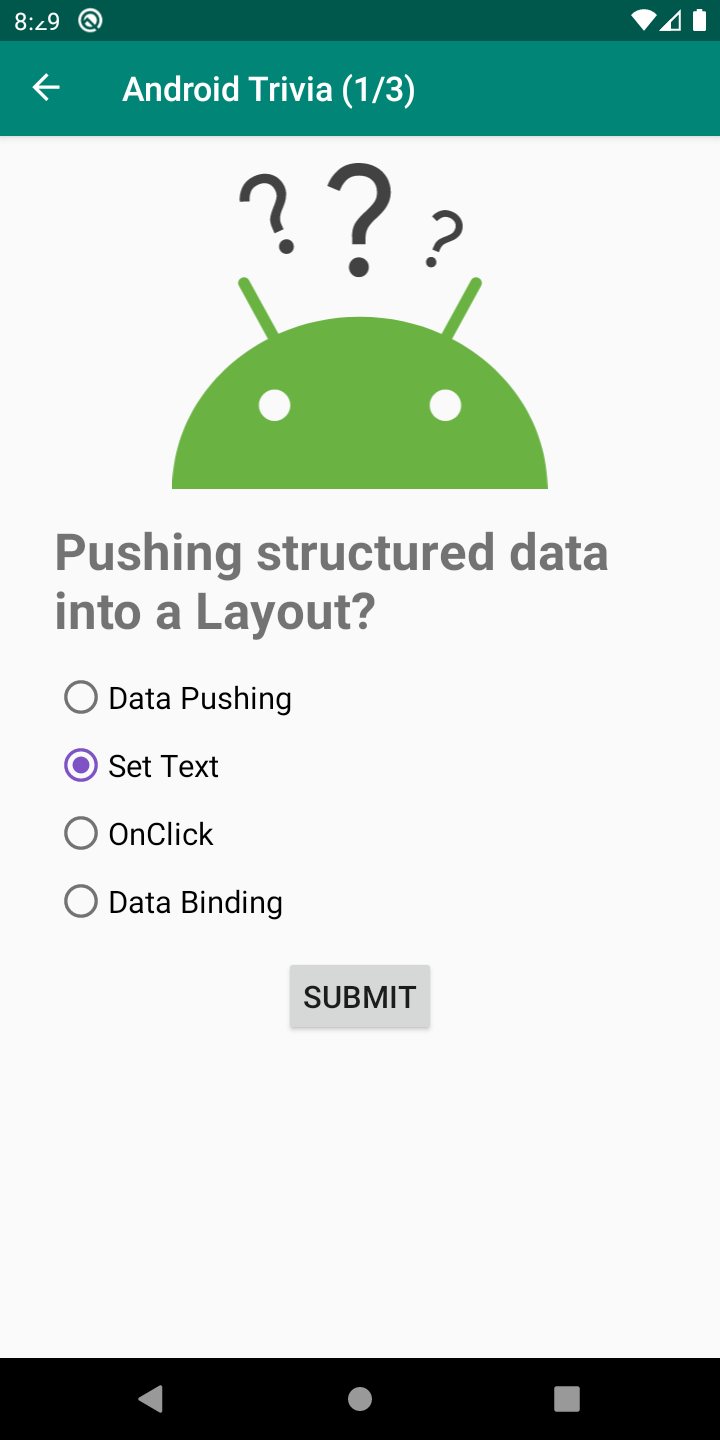 8:29
Android Trivia (1/3)
? ? ?
Pushing structured data
into a Layout?
Data Pushing
Set Text
OnClick
Data Binding
SUBMIT